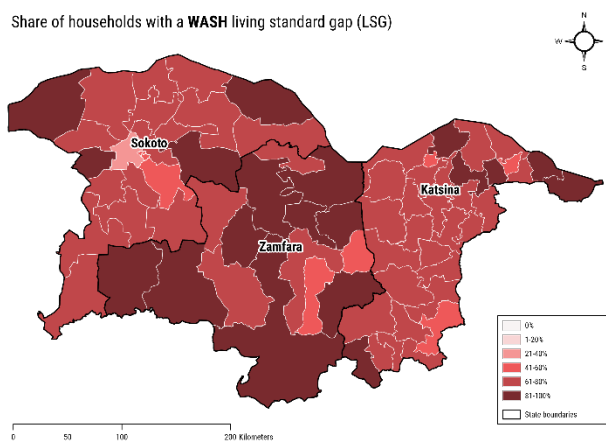 Share of households with a WASH living standard gap (LSG)
N
W
E
S
Sokoto
Katsina
Zamfara
0%
1-20%
21-40%
41-60%
61-80%
81-100%
State boundaries
0 50 100 200 Kilometers